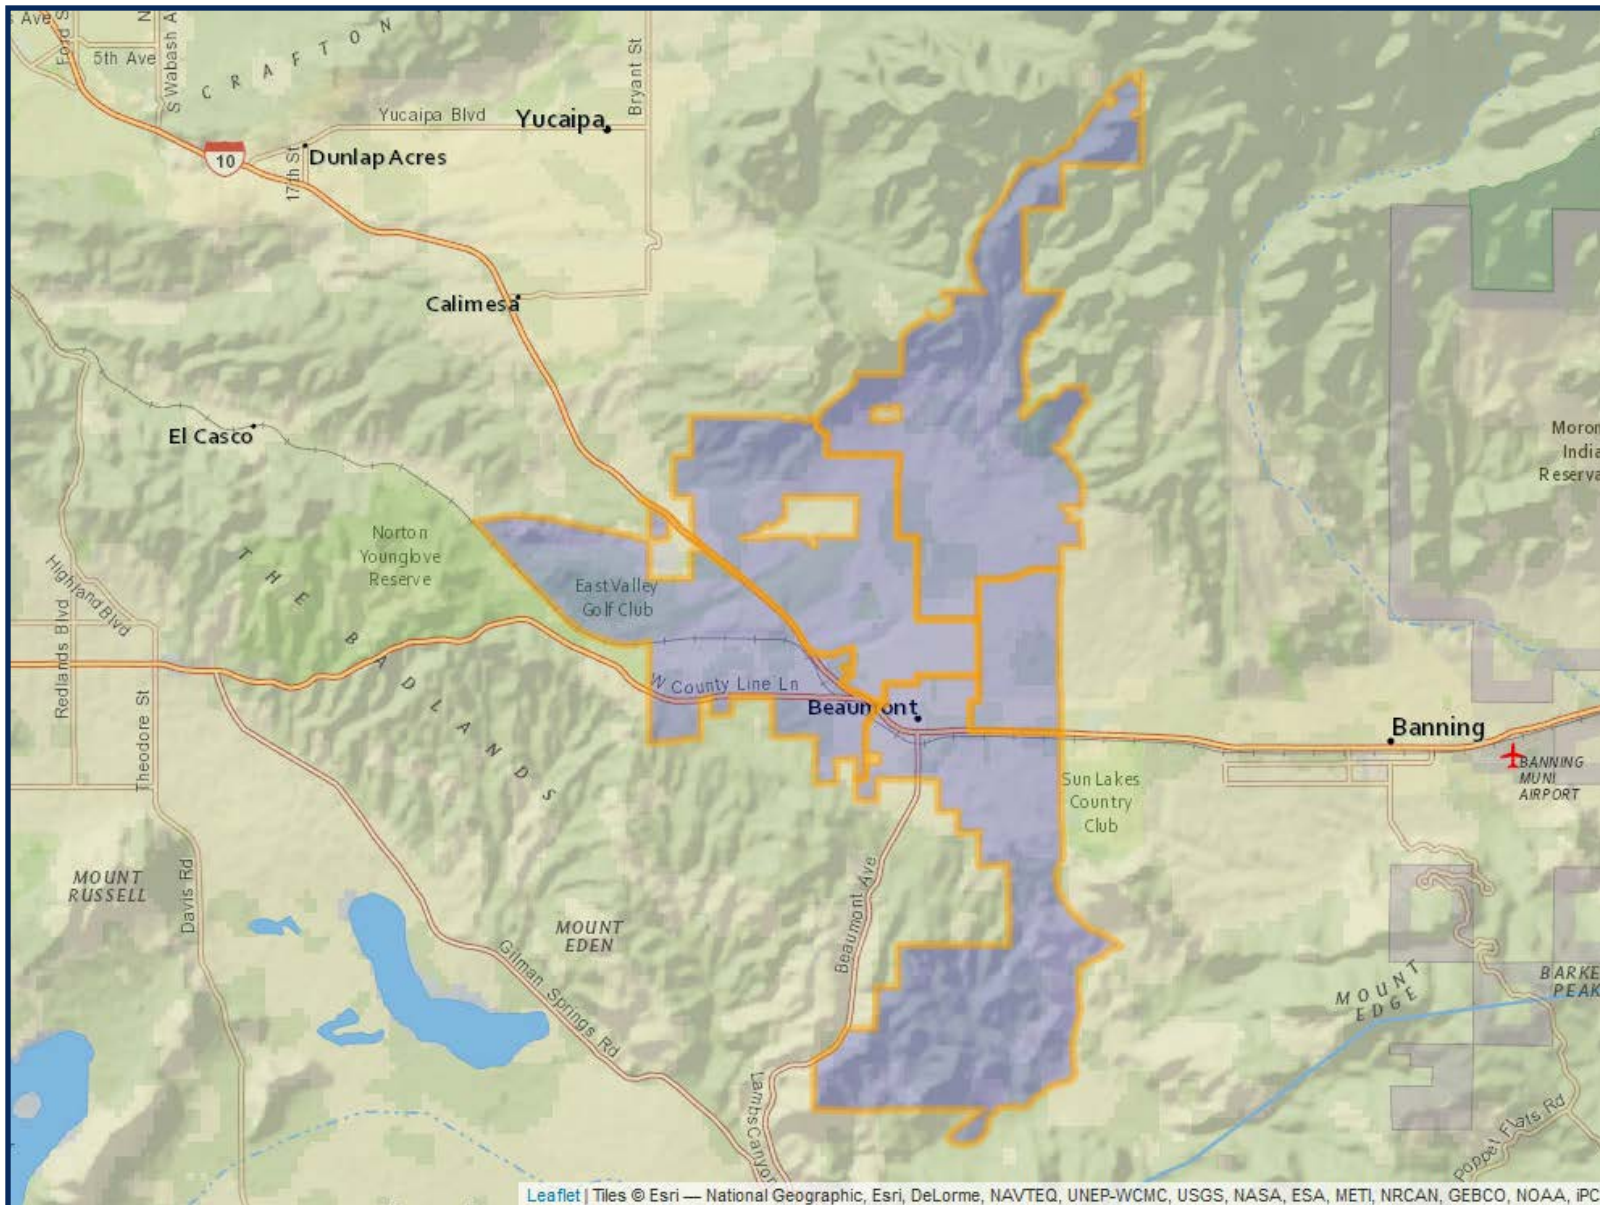 Ave
Ford S
5th Ave
S Wabash A
N
CRAFTON
Bryant St
Yucaipa Blvd
Yucaipa
10
17th St
Dunlap Acres
Calimesa
El Casco
Norton
Younglove
Reserve
East Valley
Golf Club
THE BADLANDS
Highland Blvd
Redlands Blvd
Theodore St
W County Line Ln
Beaumont
Banning
BANNING
MUNI
AIRPORT
Sun Lakes
Country
Club
Moron
India
Reserva
MOUNT
RUSSELL
Davis Rd
MOUNT
EDEN
Gilman Springs Rd
Beaumont Ave
Lambs Canyon
MOUNT
EDGE
BARKE
PEAK
Poppet Flats Rd
Leaflet | Tiles © Esri — National Geographic, Esri, DeLorme, NAVTEQ, UNEP-WCMC, USGS, NASA, ESA, METI, NRCAN, GEBCO, NOAA, iPC